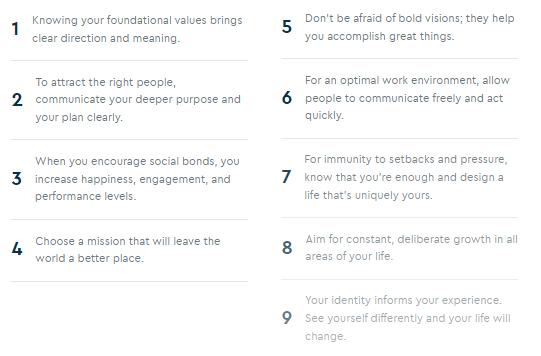 1 Knowing your foundational values brings
clear direction and meaning.
2 To attract the right people,
communicate your deeper purpose and
your plan clearly.
3 When you encourage social bonds, you
increase happiness, engagement, and
performance levels.
4 Choose a mission that will leave the
world a better place.
5 Don't be afraid of bold visions; they help
you accomplish great things.
6 For an optimal work environment, allow
people to communicate freely and act
quickly.
7 For immunity to setbacks and pressure,
know that you're enough and design a
life that's uniquely yours.
8 Aim for constant, deliberate growth in all
areas of your life.
9 Your identity informs your experience.
See yourself differently and your life will
change.